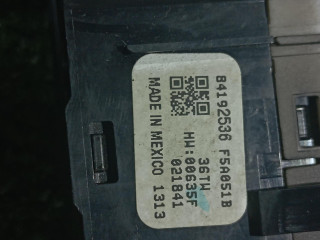 84192536 F5A051B
36TW
HW:00635F
021841
MADE IN MEXICO 1313